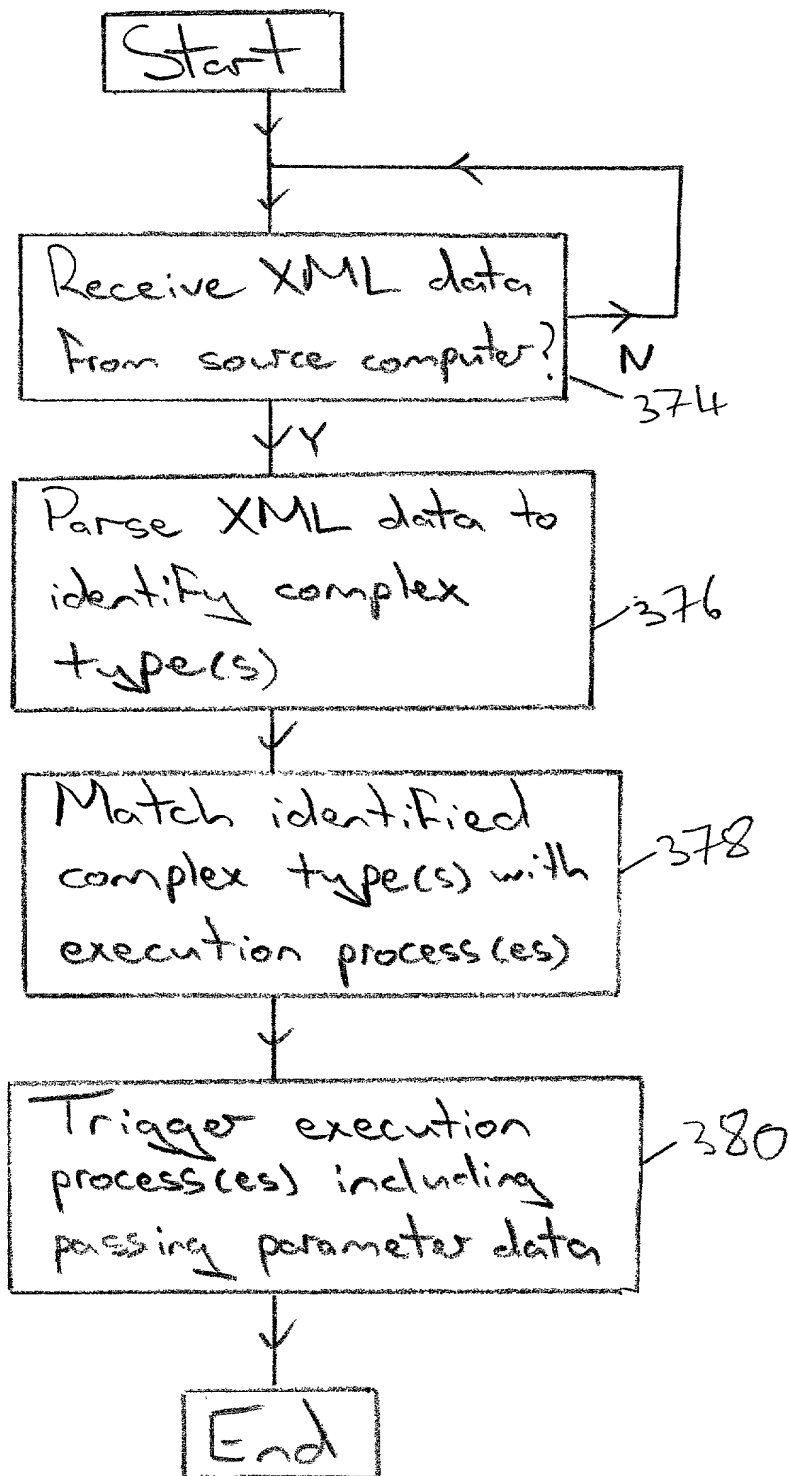 Start
Receive XML data
from source computer?
N
374
Y
Parse XML data to
identify complex
type(s)
376
Match identified
complex type(s) with
execution process(es)
378
Trigger execution
process(es) including
passing parameter data
380
End